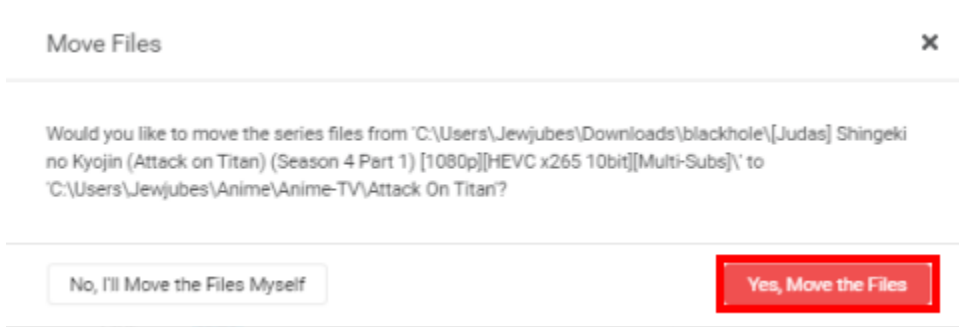 Move Files
Would you like to move the series files from 'C:\Users\Jewjubes\Downloads\blackhole\[Judas] Shingeki
no Kyojin (Attack on Titan) (Season 4 Part 1) [1080p][HEVC x265 10bit][Multi-Subs]\' to
'C:\Users\Jewjubes\Anime\Anime-TV\Attack On Titan'?
No, I'll Move the Files Myself
Yes, Move the Files